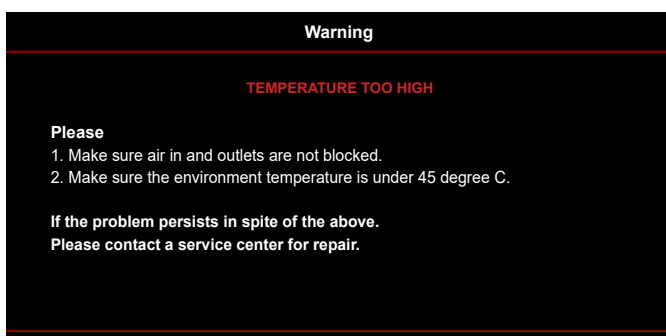 Warning
TEMPERATURE TOO HIGH
Please
1. Make sure air in and outlets are not blocked.
2. Make sure the environment temperature is under 45 degree C.
If the problem persists in spite of the above.
Please contact a service center for repair.